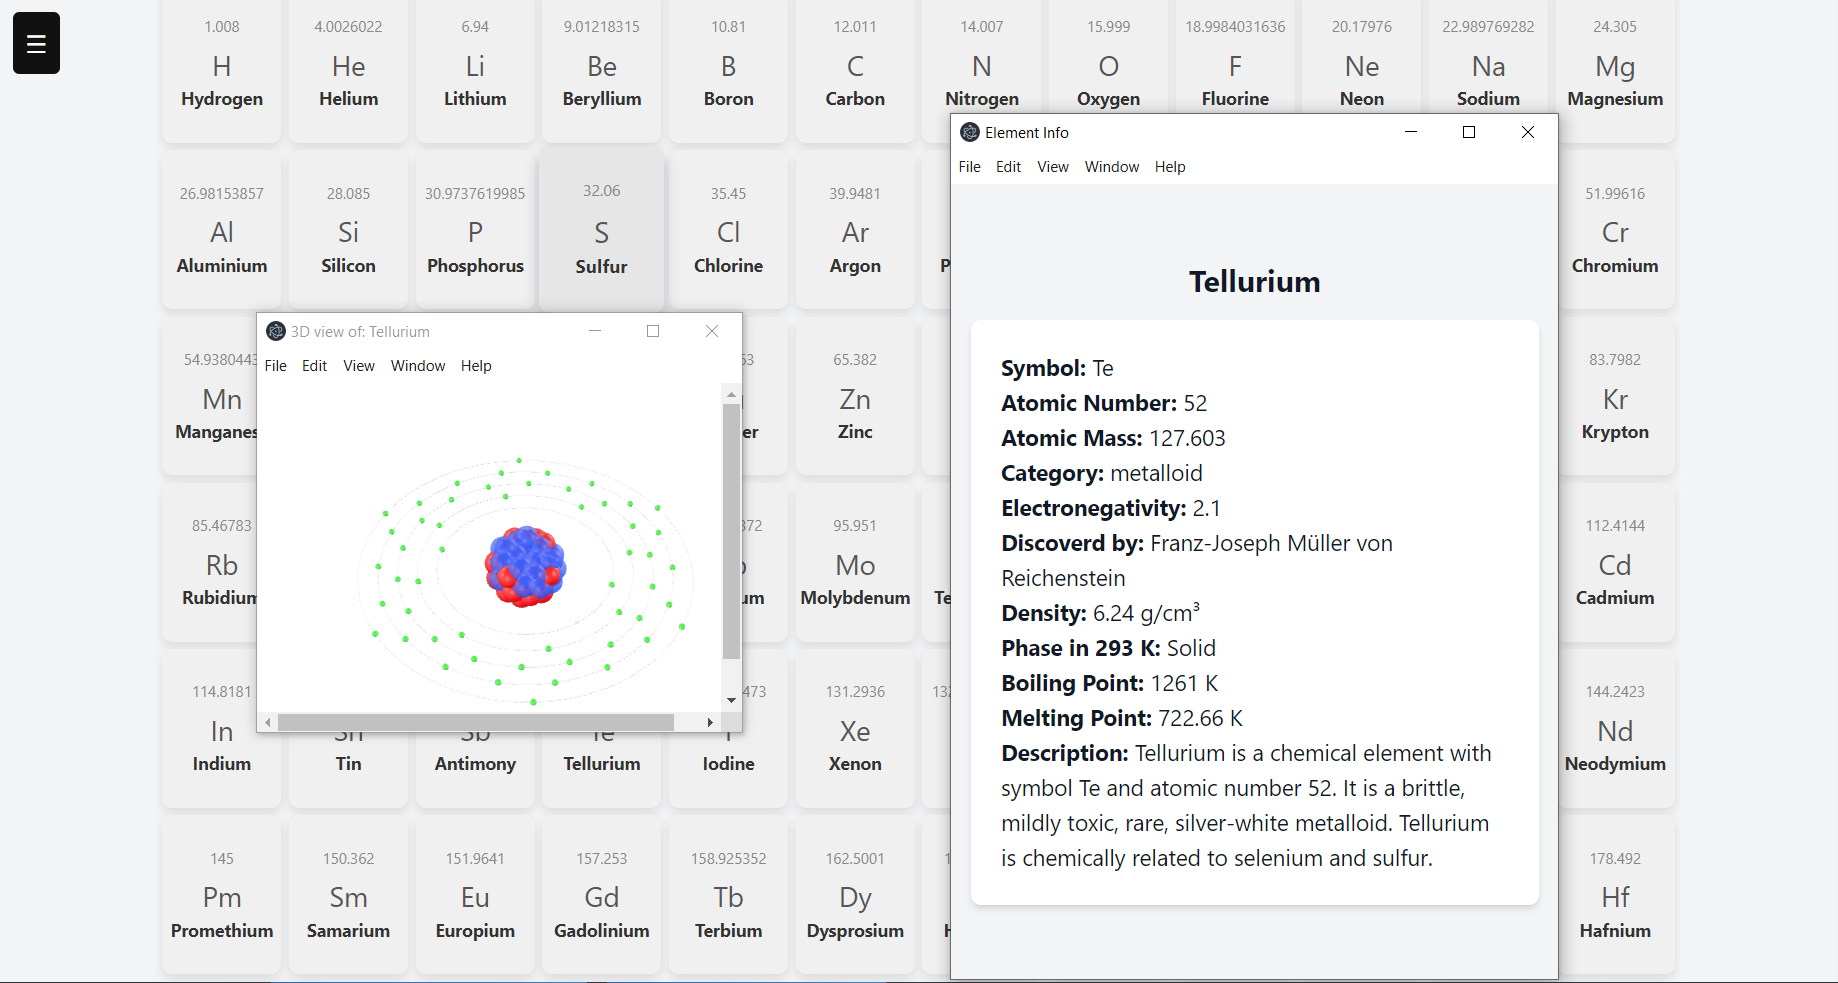 ☰
1.008 4.0026022 6.94 9.01218315 10.81 12.011 14.007 15.999 18.9984031636 20.17976 22.989769282 24.305
H He Li Be B C N O F Ne Na Mg
Hydrogen Helium Lithium Beryllium Boron Carbon Nitrogen Oxygen Fluorine Neon Sodium Magnesium
26.98153857 28.085 30.9737619985 32.06 35.45 39.9481 51.99616
Al Si P S Cl Ar Cr
Aluminium Silicon Phosphorus Sulfur Chlorine Argon P Chromium
54.9380443 63 65.382 83.7982
Mn Zn Kr
Manganes er Zinc Krypton
85.46783 372 95.951 112.4144
Rb Mo Cd
Rubidium um Molybdenum Te Cadmium
114.8181 473 131.2936 132 144.2423
In Sn Sb Te I Xe Nd
Indium Tin Antimony Tellurium Iodine Xenon Neodymium
145 150.362 151.9641 157.253 158.925352 162.5001 1 178.492
Pm Sm Eu Gd Tb Dy Hf
Promethium Samarium Europium Gadolinium Terbium Dysprosium H Hafnium
3D view of: Tellurium
File Edit View Window Help
Element Info
File Edit View Window Help
Tellurium
Symbol: Te
Atomic Number: 52
Atomic Mass: 127.603
Category: metalloid
Electronegativity: 2.1
Discoverd by: Franz-Joseph Müller von
Reichenstein
Density: 6.24 g/cm³
Phase in 293 K: Solid
Boiling Point: 1261 K
Melting Point: 722.66 K
Description: Tellurium is a chemical element with
symbol Te and atomic number 52. It is a brittle,
mildly toxic, rare, silver-white metalloid. Tellurium
is chemically related to selenium and sulfur.